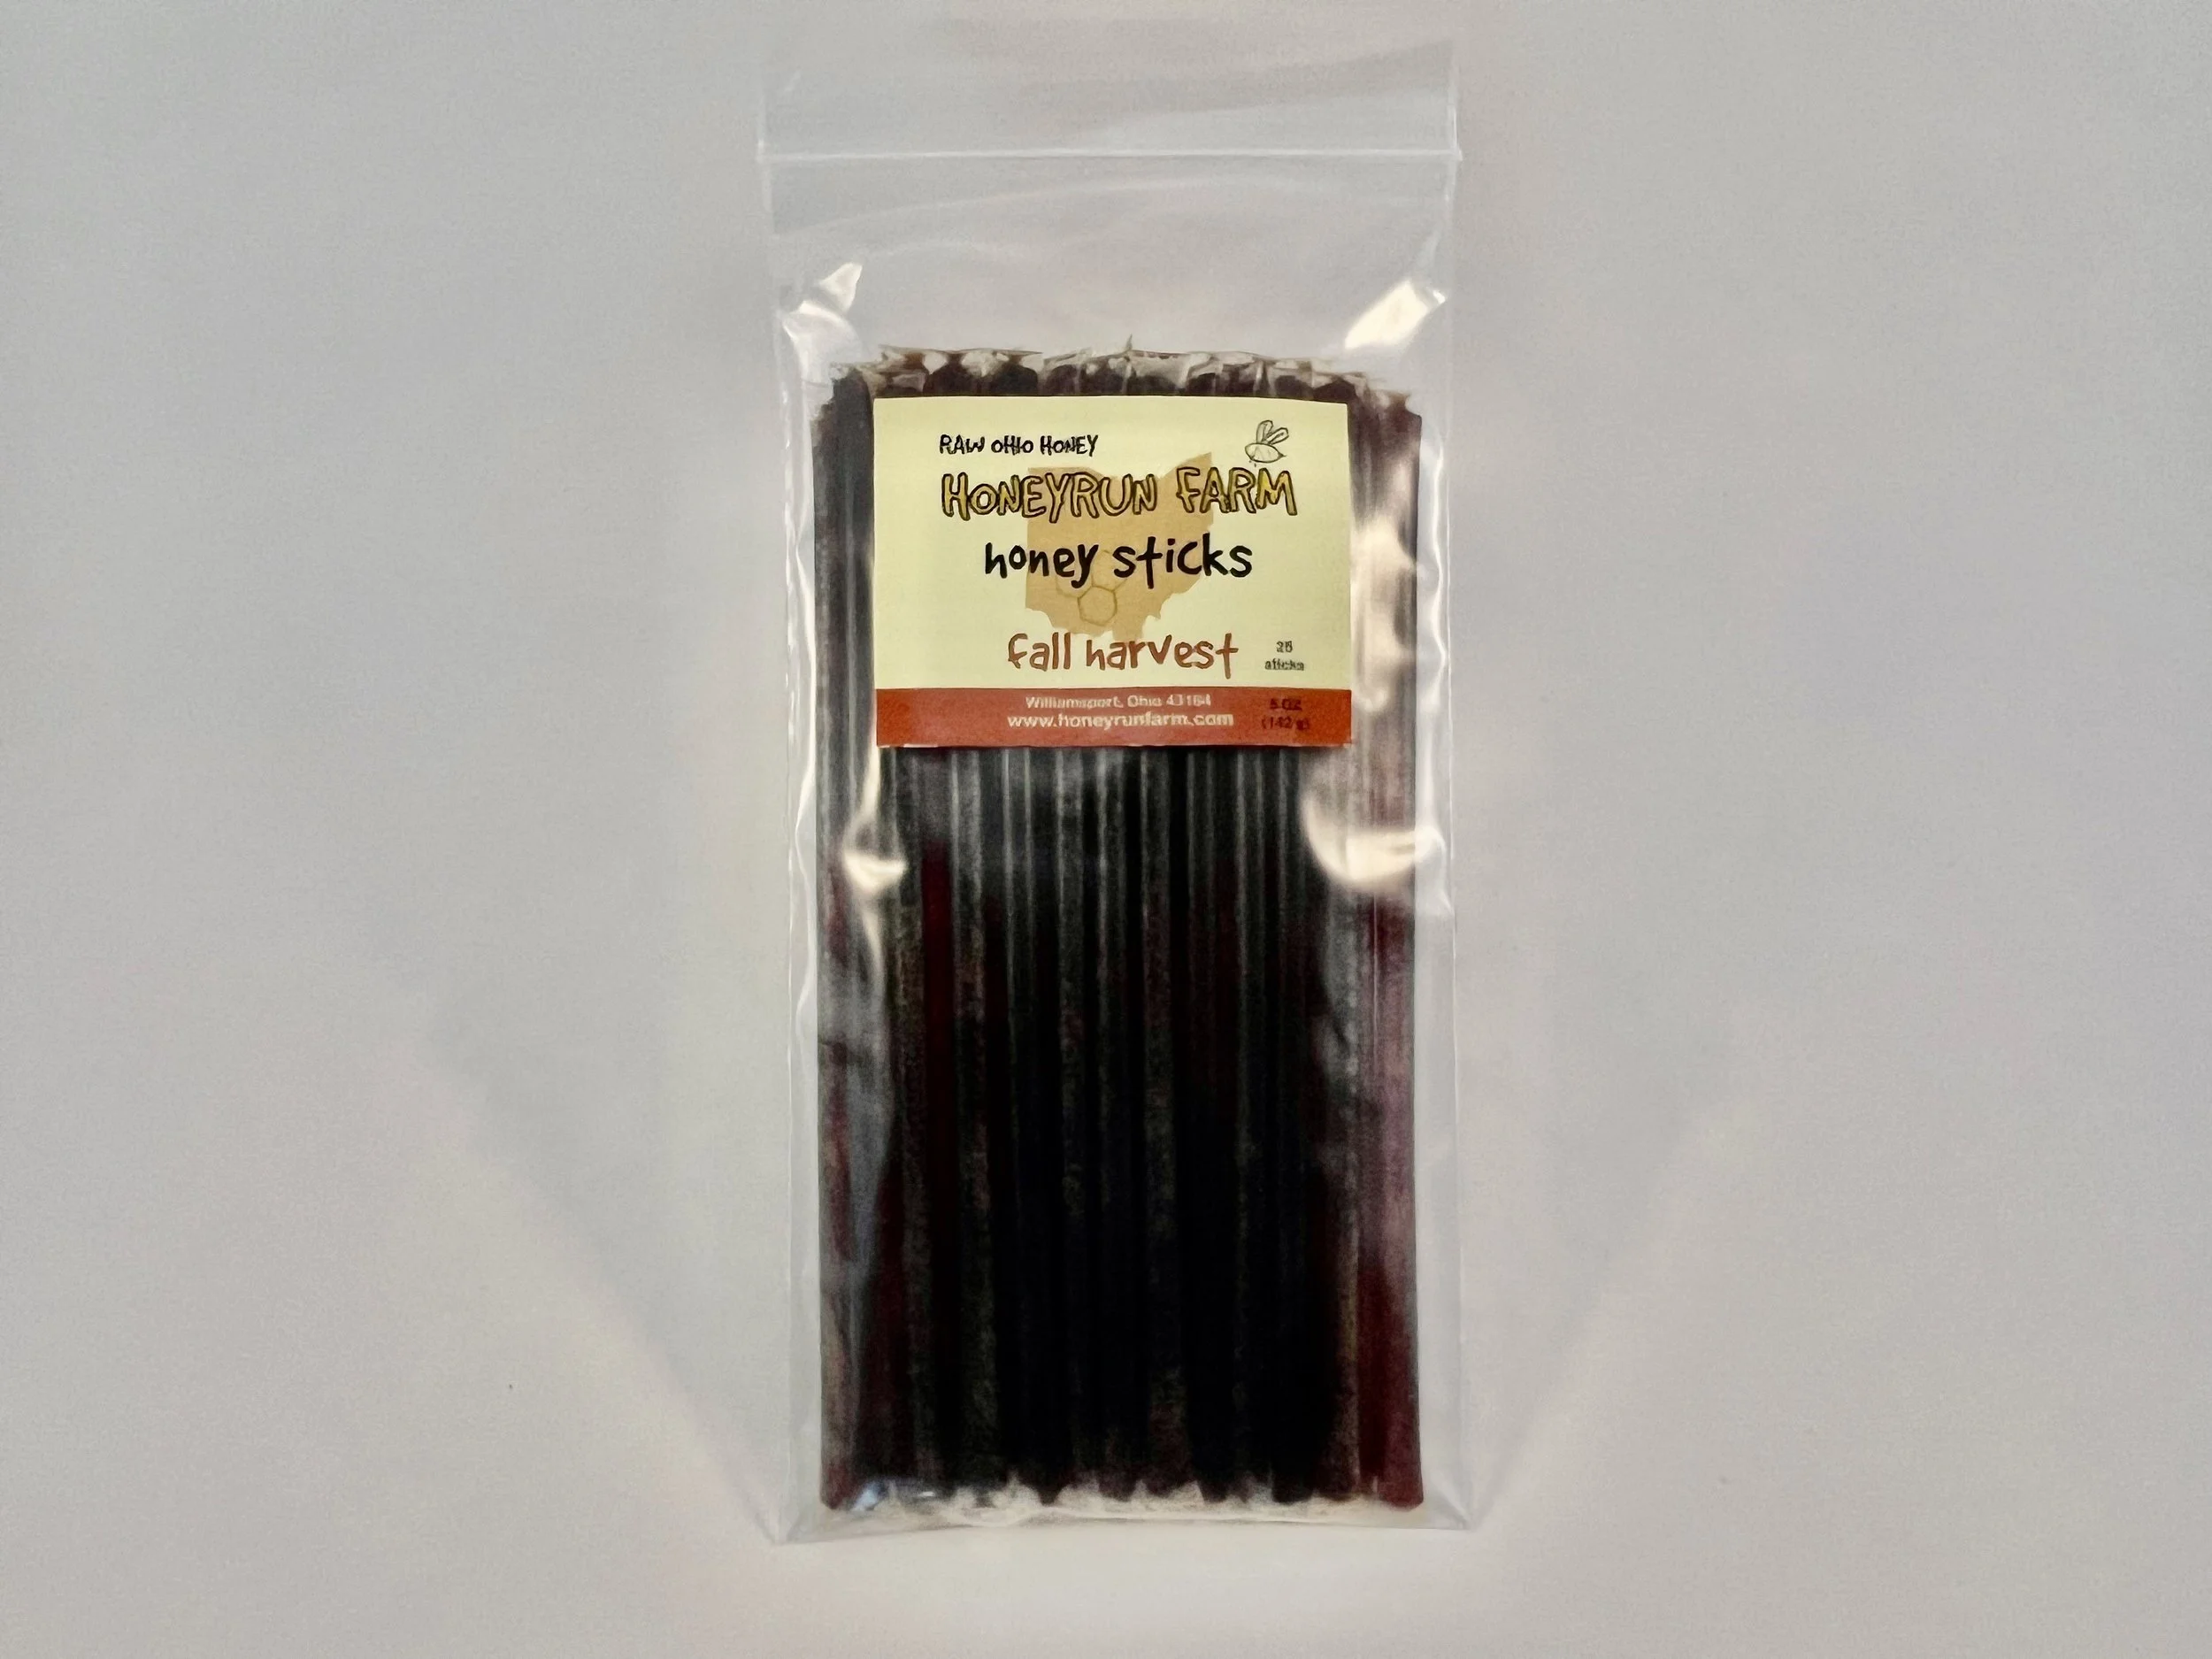 RAW OHIO HONEY
HONEYRUN FARM
honey sticks
fall harvest
25
sticks
Williamsport, Ohio 43164
www.honeyrunfarm.com
5 OZ
(142 g)